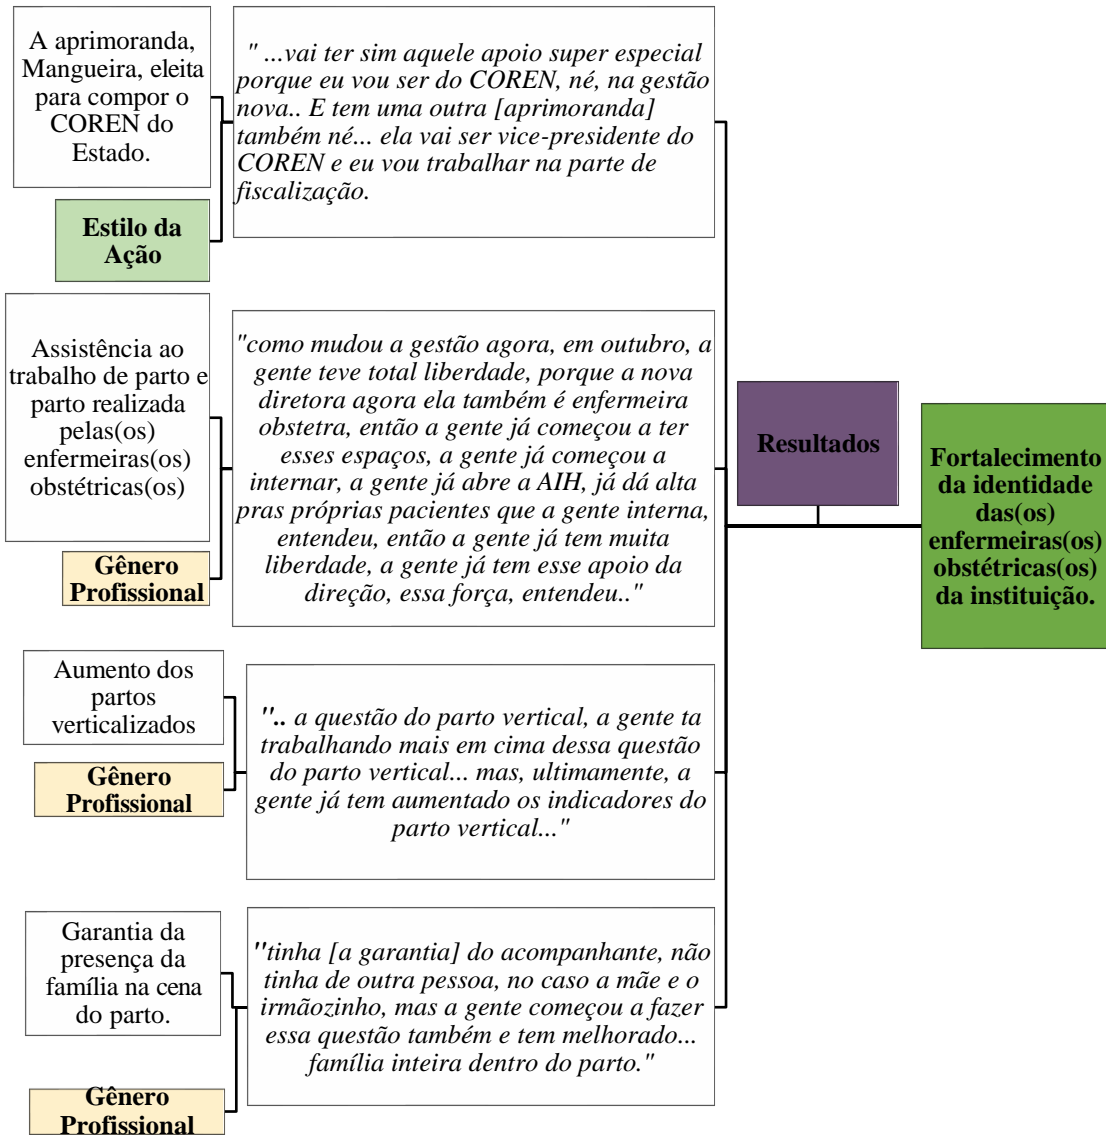 A aprimoranda,
Mangueira, eleita
para compor o
COREN do
Estado.
Estilo da
Ação
" ...vai ter sim aquele apoio super especial
porque eu vou ser do COREN, né, na gestão
nova.. E tem uma outra [aprimoranda]
também né... ela vai ser vice-presidente do
COREN e eu vou trabalhar na parte de
fiscalização.
Assistência ao
trabalho de parto e
parto realizada
pelas(os)
enfermeiras(os)
obstétricas(os)
Gênero
Profissional
"como mudou a gestão agora, em outubro, a
gente teve total liberdade, porque a nova
diretora agora ela também é enfermeira
obstetra, então a gente já começou a ter
esses espaços, a gente já começou a
internar, a gente já abre a AIH, já dá alta
pras próprias pacientes que a gente interna,
entendeu, então a gente já tem muita
liberdade, a gente já tem esse apoio da
direção, essa força, entendeu.."
Aumento dos
partos
verticalizados
Gênero
Profissional
".. a questão do parto vertical, a gente ta
trabalhando mais em cima dessa questão
do parto vertical... mas, ultimamente, a
gente já tem aumentado os indicadores do
parto vertical..."
Garantia da
presença da
família na cena
do parto.
Gênero
Profissional
"tinha [a garantia] do acompanhante, não
tinha de outra pessoa, no caso a mãe e o
irmãozinho, mas a gente começou a fazer
essa questão também e tem melhorado...
família inteira dentro do parto."
Resultados
Fortalecimento
da identidade
das(os)
enfermeiras(os)
obstétricas(os)
da instituição.